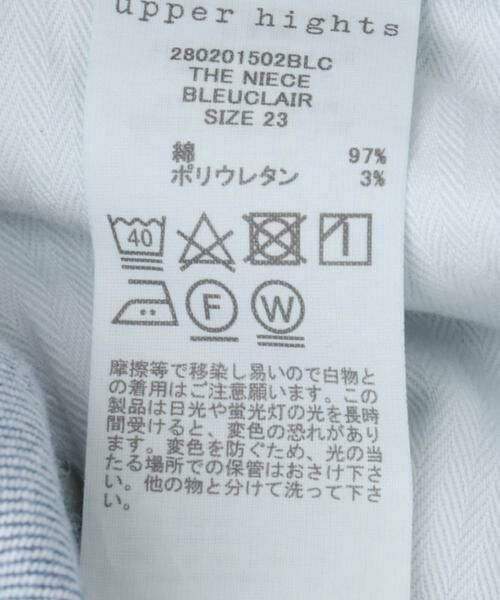 upper hights
280201502BLC
THE NIECE
BLEUCLAIR
SIZE 23
綿 97%
ポリウレタン 3%
40
F W
摩擦等で移染し易いので白物と
の着用はご注意願います。この
製品は日光や蛍光灯の光を長時
間受けると、変色の恐れがあり
ます。変色を防ぐため、光の当
たる場所での保管はおさけ下さ
い。他の物と分けて洗って下さ
い。